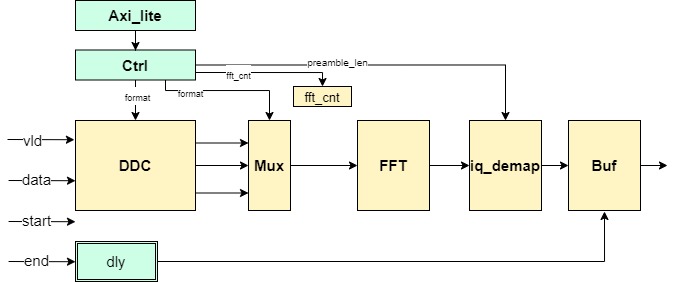 Axi_lite
Ctrl
preamble_len
fft_cnt
fft_cnt
format
format
vld
DDC
Mux
FFT
iq_demap
Buf
data
start
end
dly